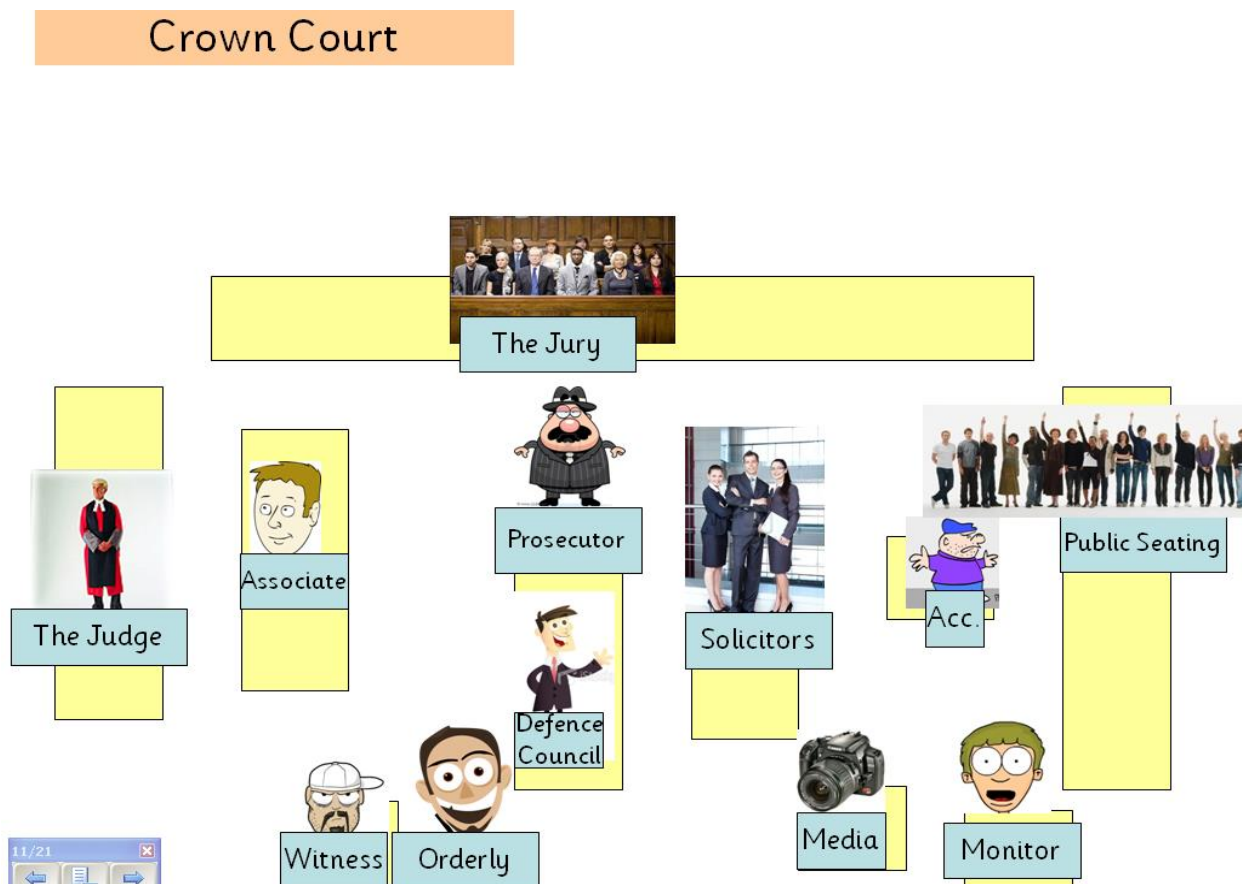 Crown Court
The Jury
Prosecutor
Public Seating
Associate
Acc.
The Judge
Solicitors
Defence
Council
Media
Monitor
Witness
Orderly
11/21